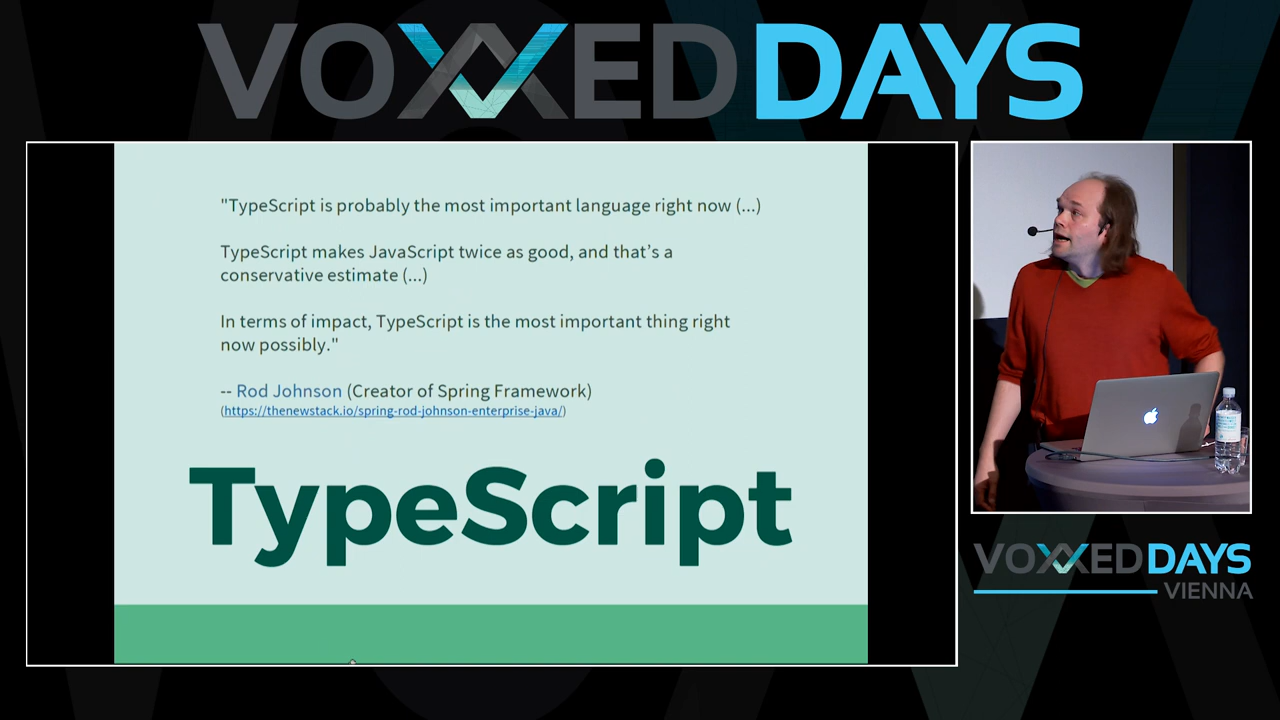 VOXXED DAYS
"TypeScript is probably the most important language right now (...)
TypeScript makes JavaScript twice as good, and that's a
conservative estimate (...)
In terms of impact, TypeScript is the most important thing right
now possibly."
-- Rod Johnson (Creator of Spring Framework)
(https://thenewstack.io/spring-rod-johnson-enterprise-java/)
TypeScript
VOXXED DAYS
VIENNA